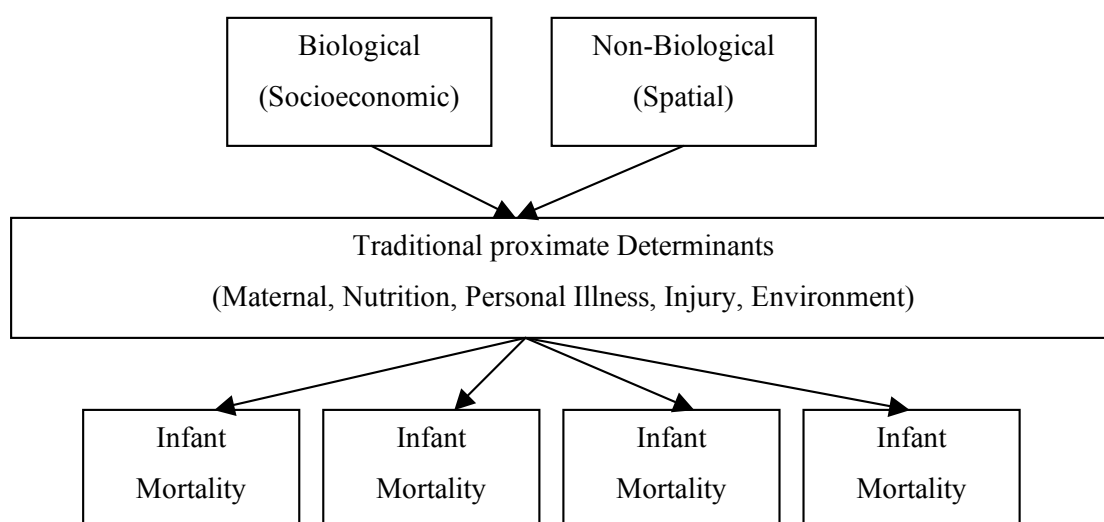 Biological
(Socioeconomic)
Non-Biological
(Spatial)
Traditional proximate Determinants
(Maternal, Nutrition, Personal Illness, Injury, Environment)
Infant
Mortality
Infant
Mortality
Infant
Mortality
Infant
Mortality